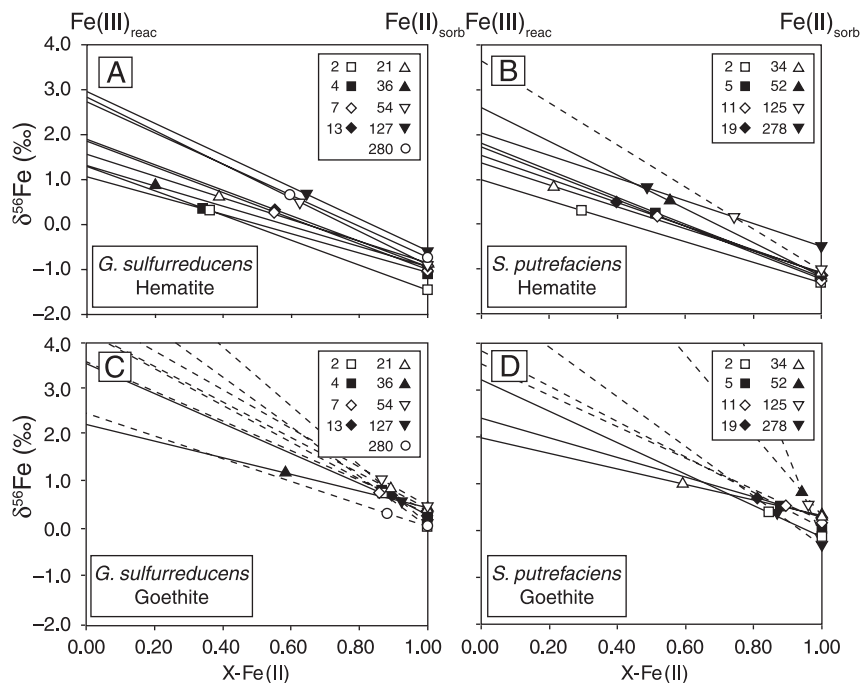 Fe(III)reac Fe(II)sorb Fe(III)reac Fe(II)sorb
4.0
3.0
2.0
1.0
0.0
−1.0
−2.0
δ56Fe (‰)
A
2 21
4 36
7 54
13 127
280
G. sulfurreducens
Hematite
B
2 34
5 52
11 125
19 278
S. putrefaciens
Hematite
4.0
3.0
2.0
1.0
0.0
−1.0
−2.0
δ56Fe (‰)
C
2 21
4 36
7 54
13 127
280
G. sulfurreducens
Goethite
D
2 34
5 52
11 125
19 278
S. putrefaciens
Goethite
0.00 0.20 0.40 0.60 0.80 1.00 0.00 0.20 0.40 0.60 0.80 1.00
X-Fe(II) X-Fe(II)